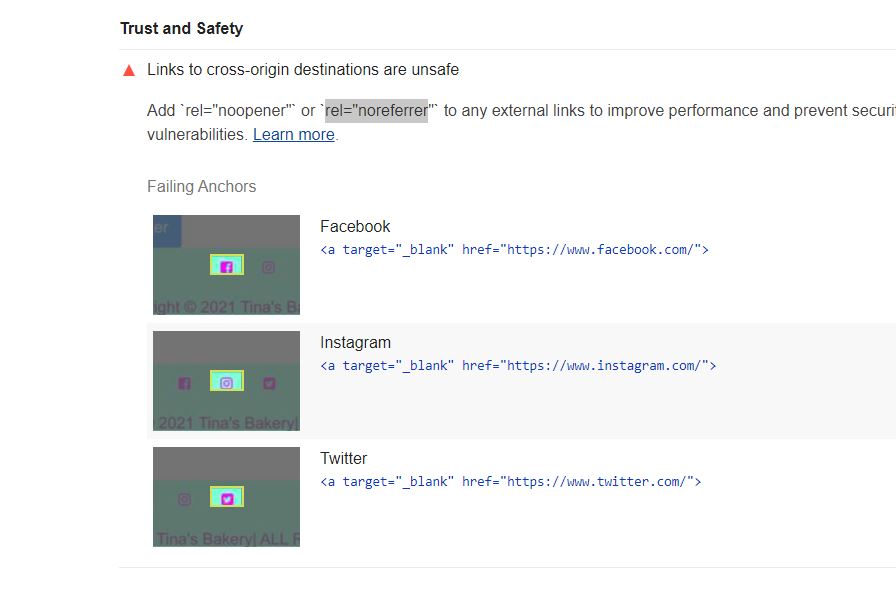 Trust and Safety
Links to cross-origin destinations are unsafe
Add `rel="noopener"` or `rel="noreferrer"` to any external links to improve performance and prevent securi
vulnerabilities. Learn more.
Failing Anchors
er
ight © 2021 Tina's Ba
Facebook
<a target="_blank" href="https://www.facebook.com/">
2021 Tina's Bakery|
Instagram
<a target="_blank" href="https://www.instagram.com/">
Tina's Bakery| ALL R
Twitter
<a target="_blank" href="https://www.twitter.com/">